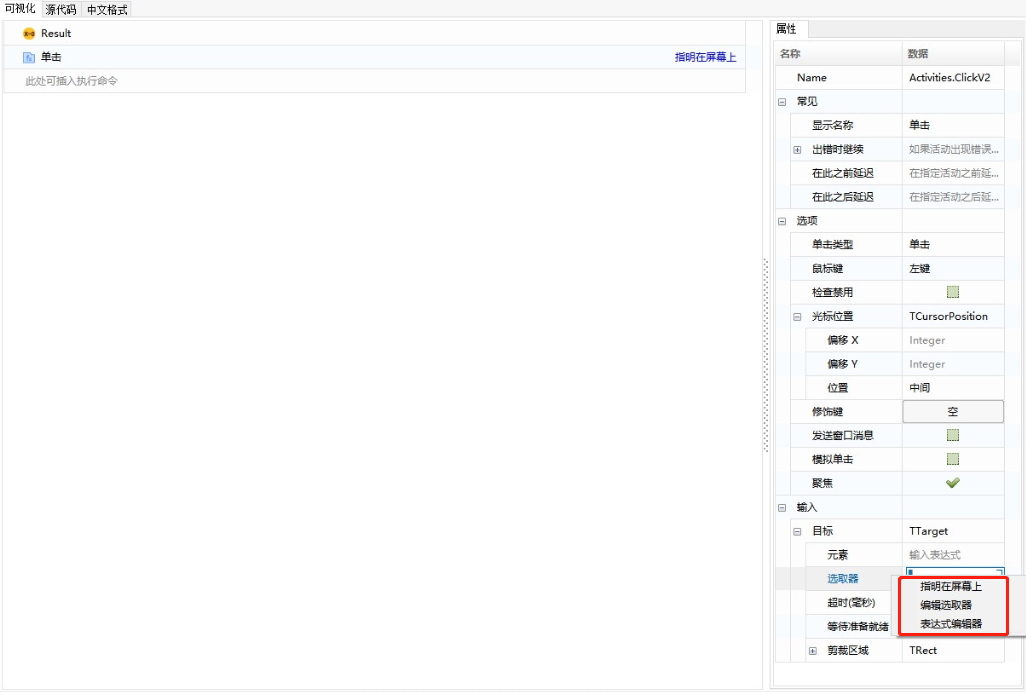 可视化 源代码 中文格式
Result
单击 指明在屏幕上
此处可插入执行命令
属性
名称 数据
Name Activities.ClickV2
常见
显示名称 单击
出错时继续 如果活动出现错误...
在此之前延迟 在指定活动之前延...
在此之后延迟 在指定活动之后延...
选项
单击类型 单击
鼠标键 左键
检查禁用
光标位置 TCursorPosition
偏移 X Integer
偏移 Y Integer
位置 中间
修饰键 空
发送窗口消息
模拟单击
聚焦
输入
目标 TTarget
元素 输入表达式
选取器
指明在屏幕上
编辑选取器
表达式编辑器
超时(毫秒)
等待准备就绪
剪裁区域 TRect